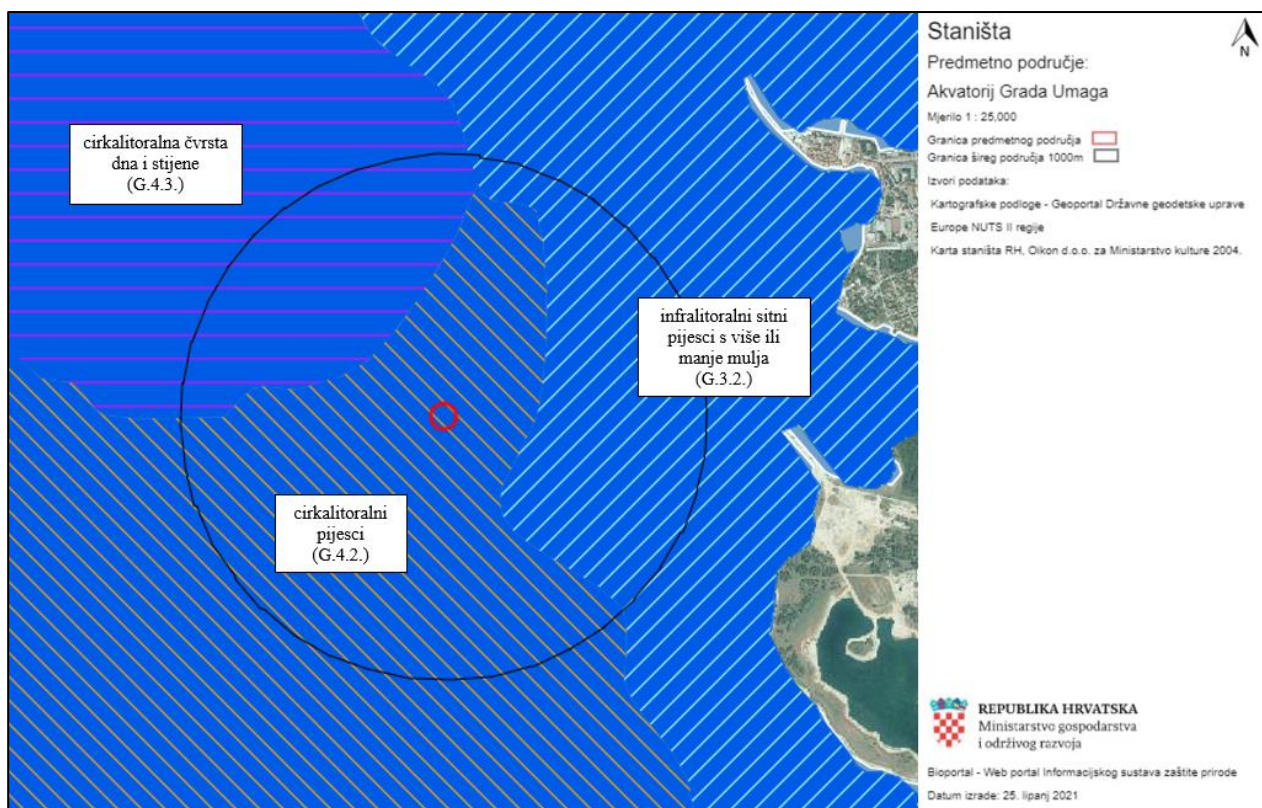 cirkalitoralna čvrsta
dna i stijene
(G.4.3.)
infralitoralni sitni
pijesci s više ili
manje mulja
(G.3.2.)
cirkalitoralni
pijesci
(G.4.2.)
Staništa
N
Predmetno područje:
Akvatorij Grada Umaga
Mjerilo 1 : 25,000
Granica predmetnog područja
Granica šireg područja 1000m
Izvori podataka:
Kartografske podloge - Geoportal Državne geodetske uprave
Europe NUTS II regije
Karta staništa RH, Oikon d.o.o. za Ministarstvo kulture 2004.
REPUBLIKA HRVATSKA
Ministarstvo gospodarstva
i održivog razvoja
Bioportal - Web portal Informacijskog sustava zaštite prirode
Datum izrade: 25. lipanj 2021